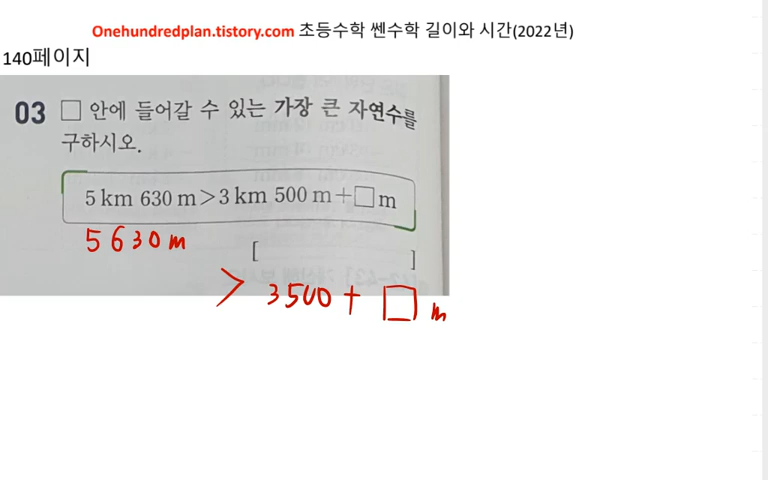 Onehundredplan.tistory.com 초등수학 쎈수학 길이와 시간(2022년)
140페이지
03 □ 안에 들어갈 수 있는 가장 큰 자연수를
구하시오.
5 km 630 m > 3 km 500 m + □ m
5630m
[ ]
> 3500 + □ m